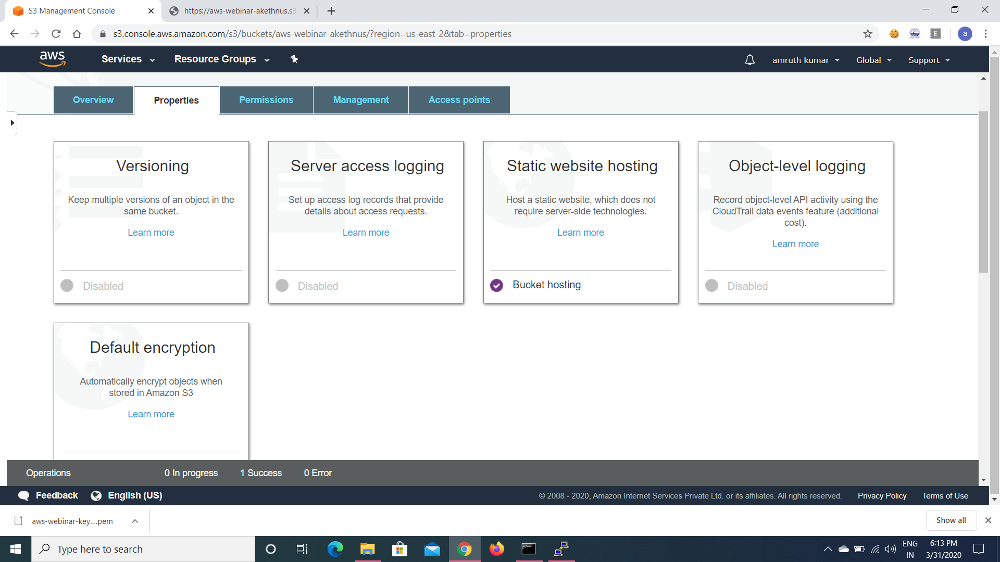 S3 Management Console
https://aws-webinar-akethnus.s3.
s3.console.aws.amazon.com/s3/buckets/aws-webinar-akethnus/?region=us-east-2&tab=properties
E
a
aws
Services
Resource Groups
amruth kumar
Global
Support
Overview
Properties
Permissions
Management
Access points
Versioning
Keep multiple versions of an object in the
same bucket.
Learn more
Disabled
Server access logging
Set up access log records that provide
details about access requests.
Learn more
Disabled
Static website hosting
Host a static website, which does not
require server-side technologies.
Learn more
Bucket hosting
Object-level logging
Record object-level API activity using the
CloudTrail data events feature (additional
cost).
Learn more
Disabled
Default encryption
Automatically encrypt objects when
stored in Amazon S3
Learn more
Operations
0 In progress
1 Success
0 Error
Feedback
English (US)
© 2008 - 2020, Amazon Internet Services Private Ltd. or its affiliates. All rights reserved.
Privacy Policy
Terms of Use
aws-webinar-key....pem
Show all
Type here to search
ENG
IN
6:13 PM
3/31/2020